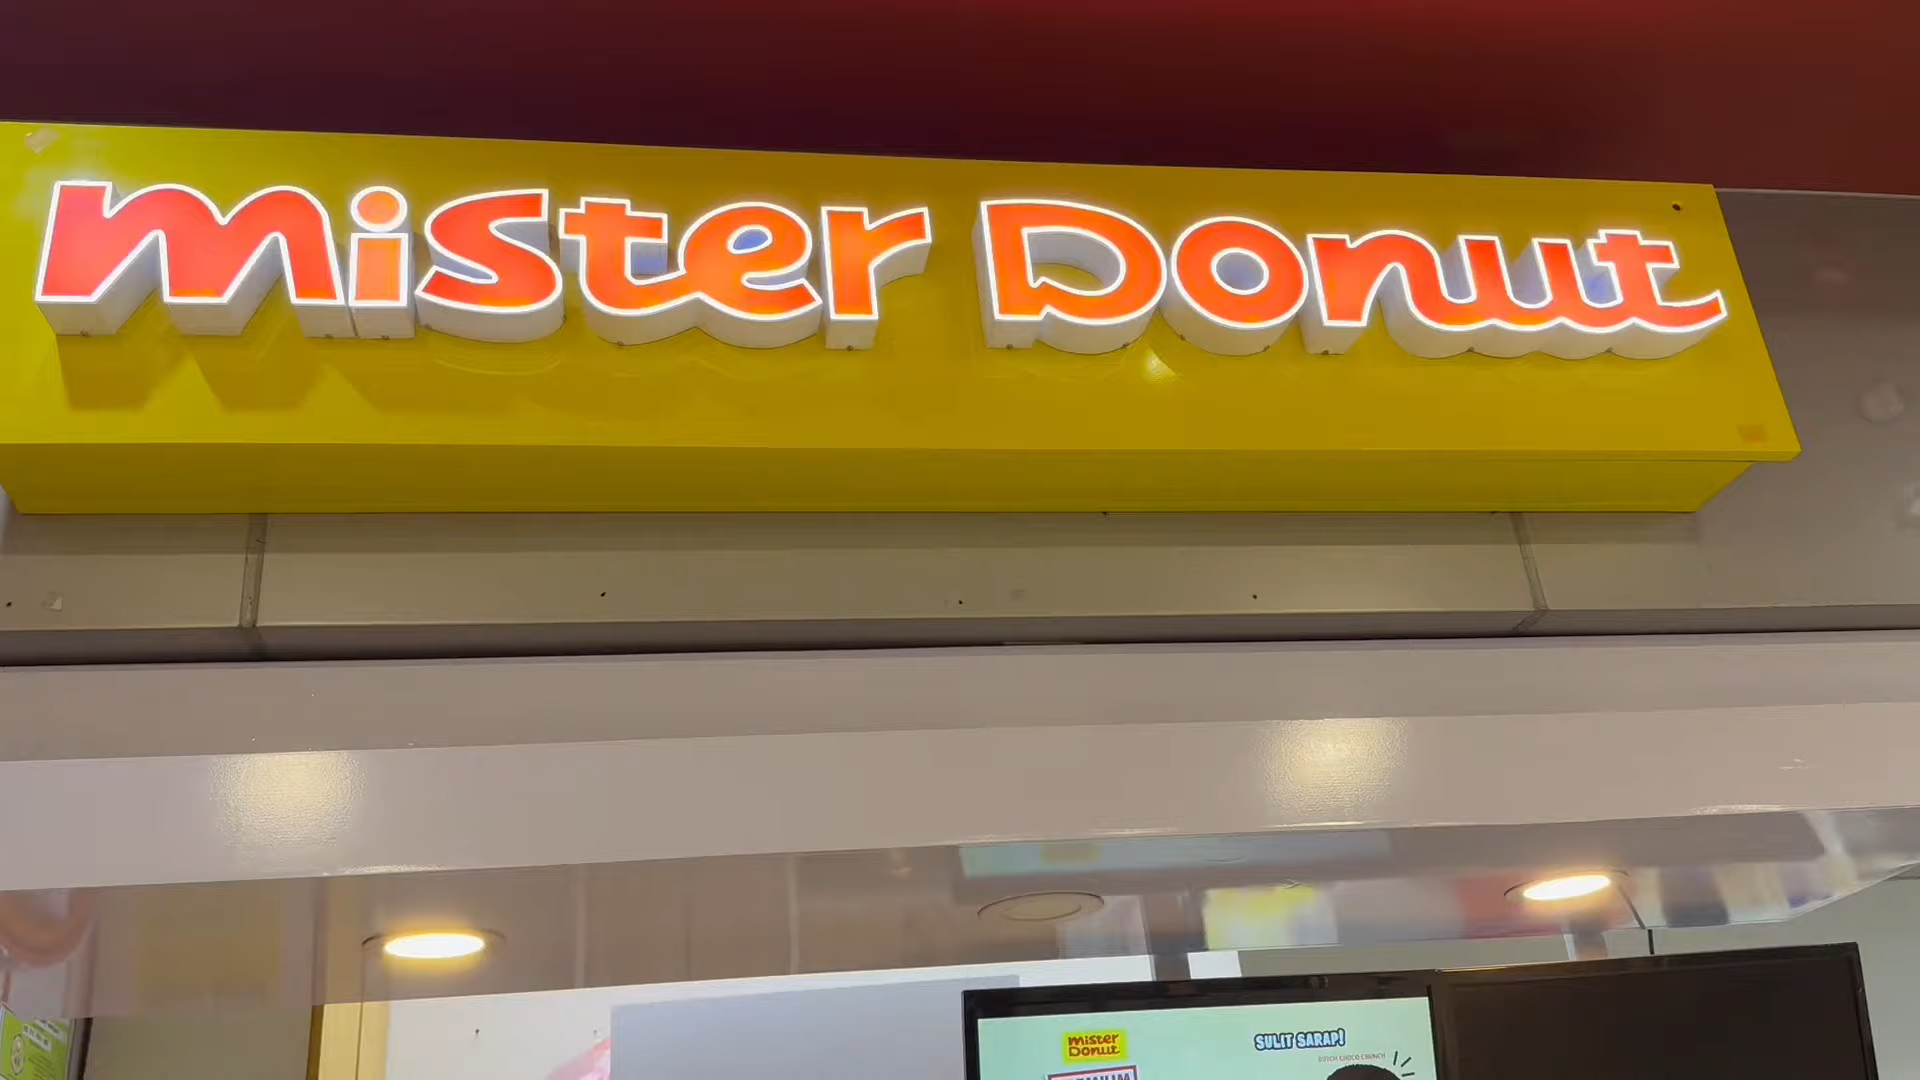 mister Donut
mister
Donut
SULIT SARAP!
DUTCH CHOCO CRUNCH